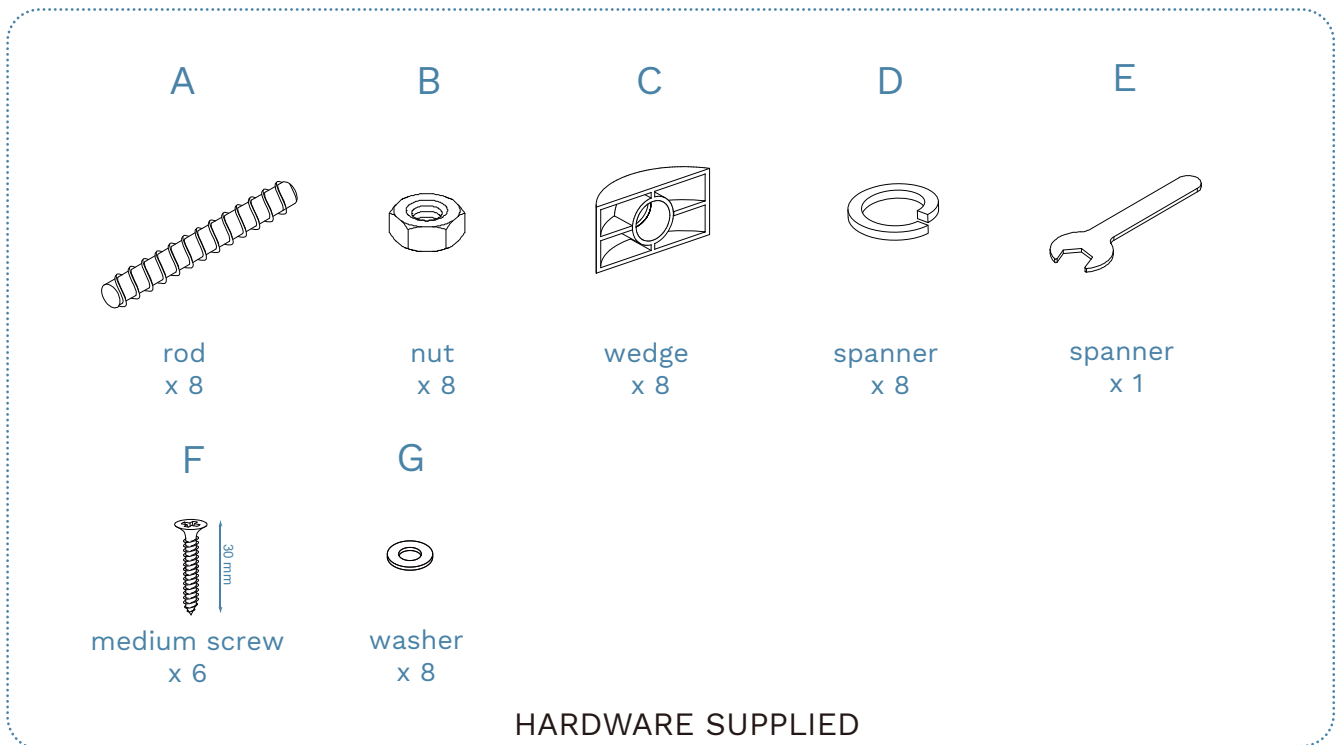 A
B
C
D
E
rod
x 8
nut
x 8
wedge
x 8
spanner
x 8
spanner
x 1
F
G
30 mm
medium screw
x 6
washer
x 8
HARDWARE SUPPLIED